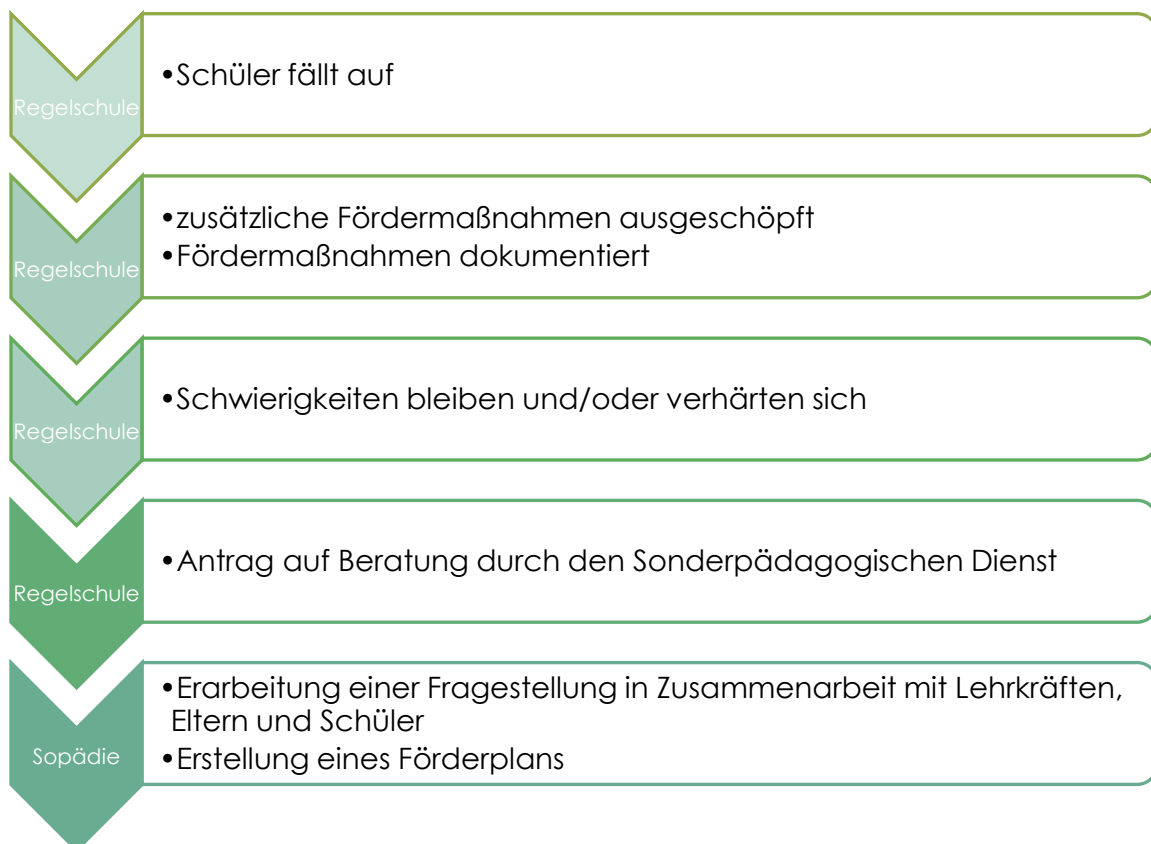 Regelschule
•Schüler fällt auf
Regelschule
•zusätzliche Fördermaßnahmen ausgeschöpft
•Fördermaßnahmen dokumentiert
Regelschule
•Schwierigkeiten bleiben und/oder verhärten sich
Regelschule
•Antrag auf Beratung durch den Sonderpädagogischen Dienst
Sopädie
•Erarbeitung einer Fragestellung in Zusammenarbeit mit Lehrkräften,
Eltern und Schüler
•Erstellung eines Förderplans